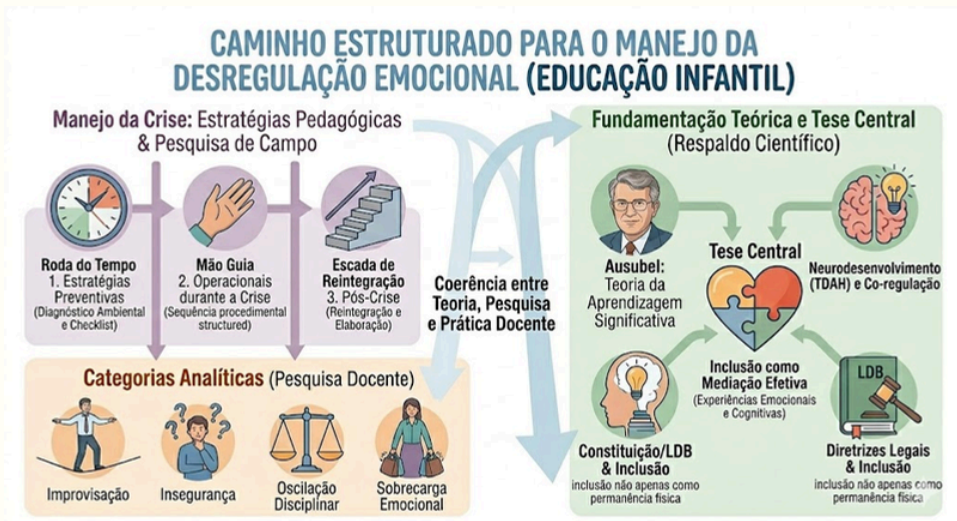 CAMINHO ESTRUTURADO PARA O MANEJO DA
DESREGULAÇÃO EMOCIONAL (EDUCAÇÃO INFANTIL)
Manejo da Crise: Estratégias Pedagógicas
& Pesquisa de Campo
Roda do Tempo
1. Estratégias
Preventivas
(Diagnóstico Ambiental
e Checklist)
Mão Guia
2. Operacionais
durante a Crise
(Sequência procedimental
structured)
Escada de
Reintegração
3. Pós-Crise
(Reintegração e
Elaboração)
Categorias Analíticas (Pesquisa Docente)
Improvisação
Insegurança
Oscilação
Disciplinar
Sobrecarga
Emocional
Coerência entre
Teoria, Pesquisa
e Prática Docente
Fundamentação Teórica e Tese Central
(Respaldo Científico)
Ausubel:
Teoria da
Aprendizagem
Significativa
Tese Central
Neurodesenvolvimento
(TDAH) e Co-regulação
Inclusão como
Mediação Efetiva
(Experiências Emocionais
e Cognitivas)
Constituição/LDB
& Inclusão
inclusão não apenas como
permanência física
LDB
Diretrizes Legais
& Inclusão
inclusão não apenas como
permanência física